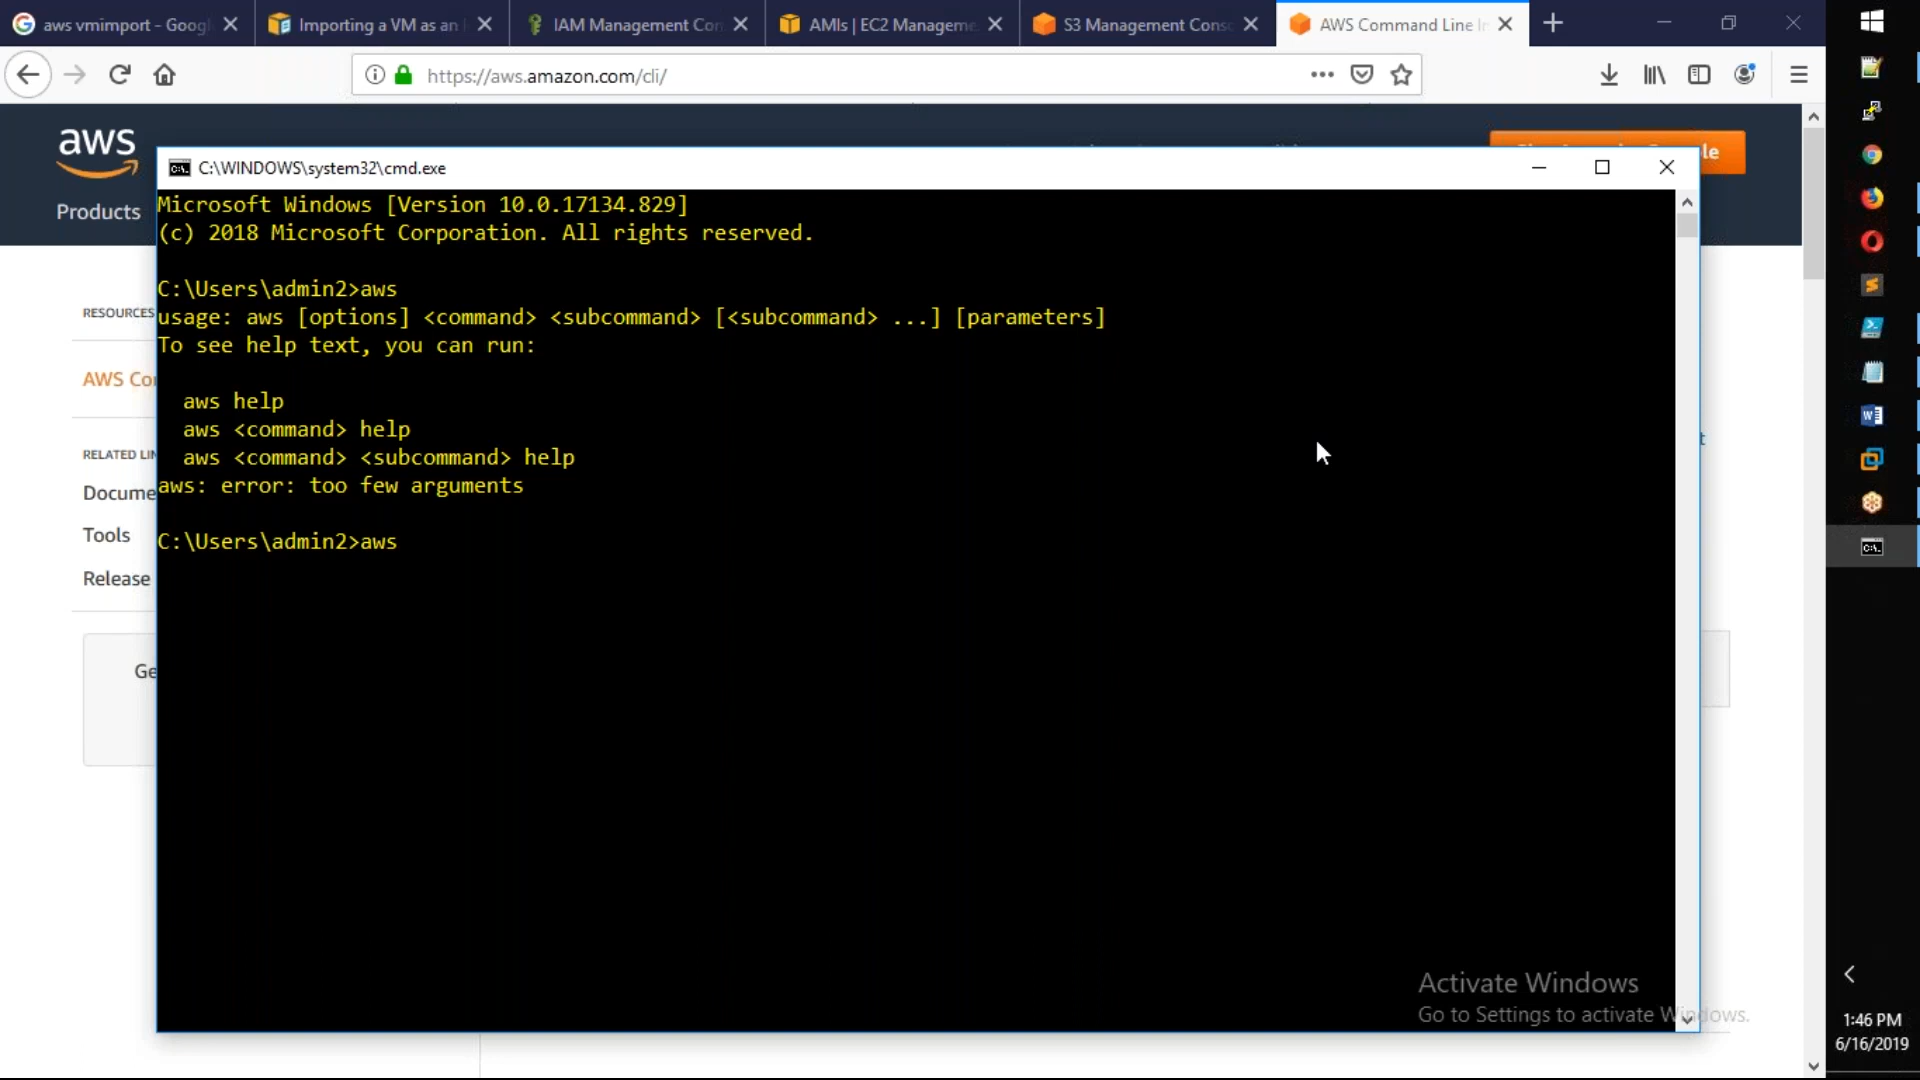 aws vmimport - Googl
Importing a VM as an
IAM Management Con
AMIs | EC2 Manageme
S3 Management Conso
AWS Command Line In
https://aws.amazon.com/cli/
aws
Products
C:\WINDOWS\system32\cmd.exe
Microsoft Windows [Version 10.0.17134.829]
(c) 2018 Microsoft Corporation. All rights reserved.
C:\Users\admin2>aws
usage: aws [options] <command> <subcommand> [<subcommand> ...] [parameters]
To see help text, you can run:
aws help
aws <command> help
aws <command> <subcommand> help
aws: error: too few arguments
C:\Users\admin2>aws
RESOURCES
AWS Co
RELATED LIN
Docume
Tools
Release
Ge
Activate Windows
Go to Settings to activate Windows.
1:46 PM
6/16/2019